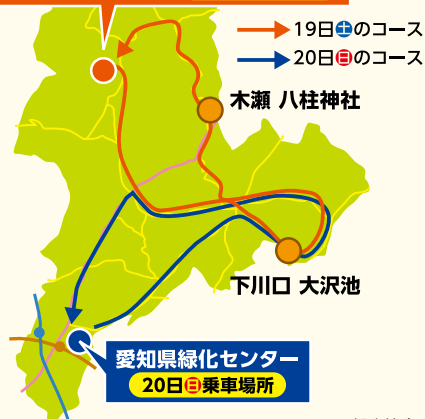 19日土のコース
20日日のコース
木瀬 八柱神社
下川口 大沢池
愛知県緑化センター
20日日乗車場所